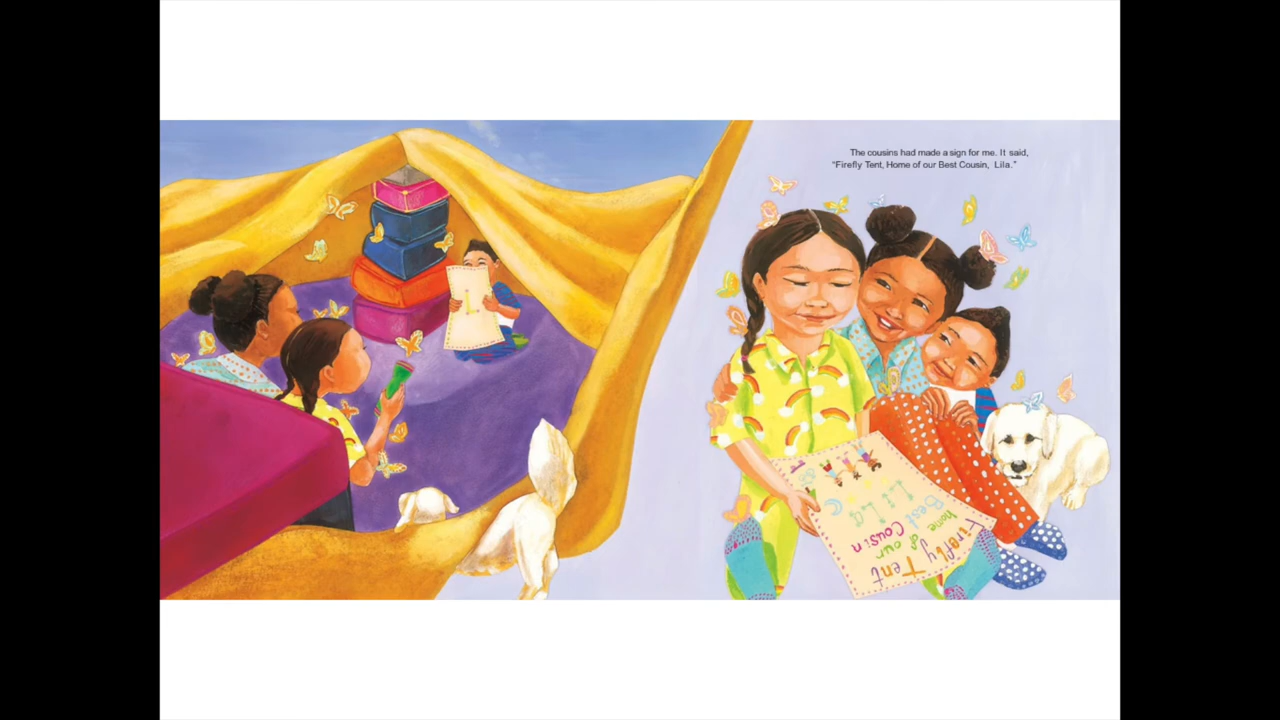 The cousins had made a sign for me. It said,
“Firefly Tent, Home of our Best Cousin, Lila.”
L
Firefly Tent
home of our
Best Cousin
LiLa